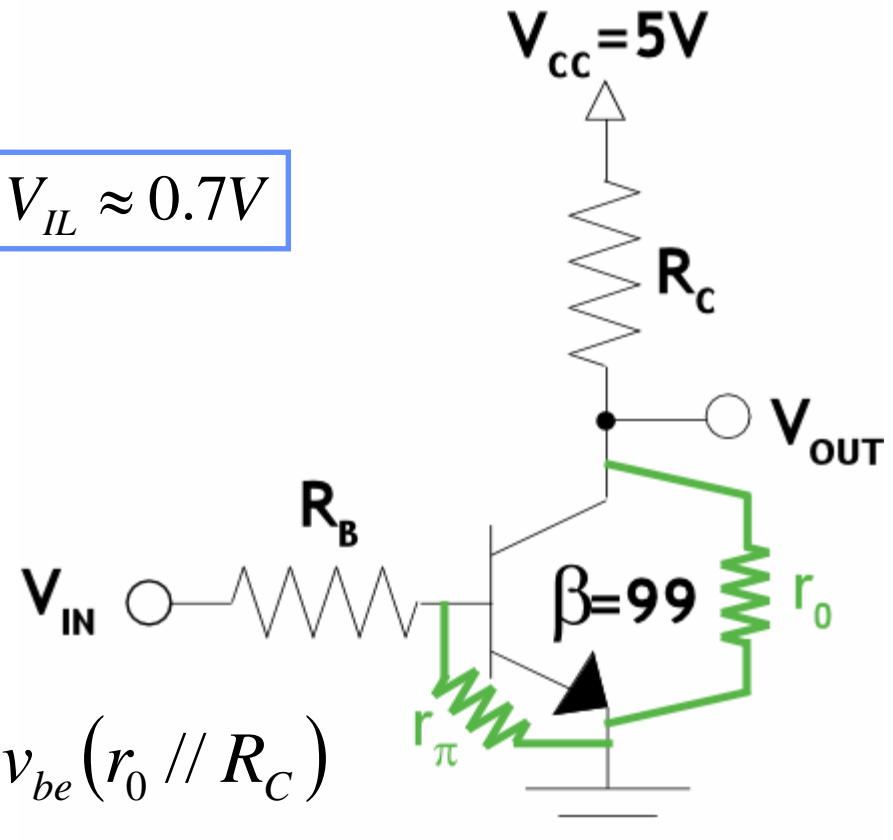 V_CC=5V
V_IL ≈ 0.7V
R_C
V_OUT
R_B
V_IN
β=99
r_0
r_π
v_be(r_0 // R_C)